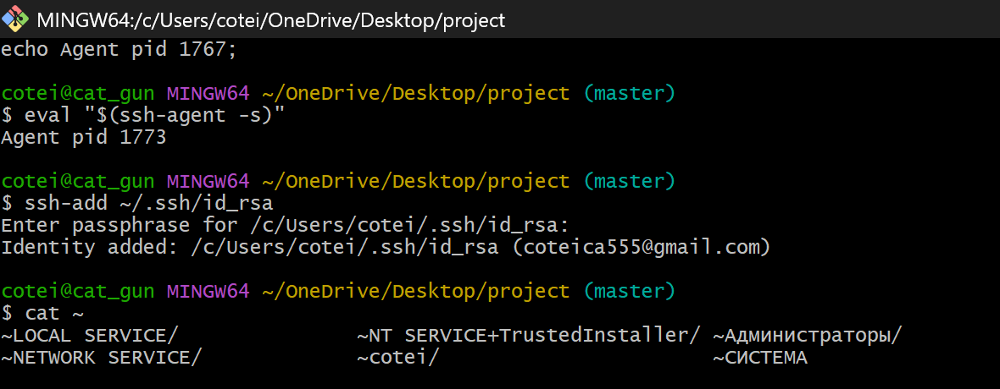 MINGW64:/c/Users/cotei/OneDrive/Desktop/project
echo Agent pid 1767;
cotei@cat_gun MINGW64 ~/OneDrive/Desktop/project (master)
$ eval "$(ssh-agent -s)"
Agent pid 1773
cotei@cat_gun MINGW64 ~/OneDrive/Desktop/project (master)
$ ssh-add ~/.ssh/id_rsa
Enter passphrase for /c/Users/cotei/.ssh/id_rsa:
Identity added: /c/Users/cotei/.ssh/id_rsa (coteica555@gmail.com)
cotei@cat_gun MINGW64 ~/OneDrive/Desktop/project (master)
$ cat ~
~LOCAL SERVICE/ ~NT SERVICE+TrustedInstaller/ ~Администраторы/
~NETWORK SERVICE/ ~cotei/ ~СИСТЕМА